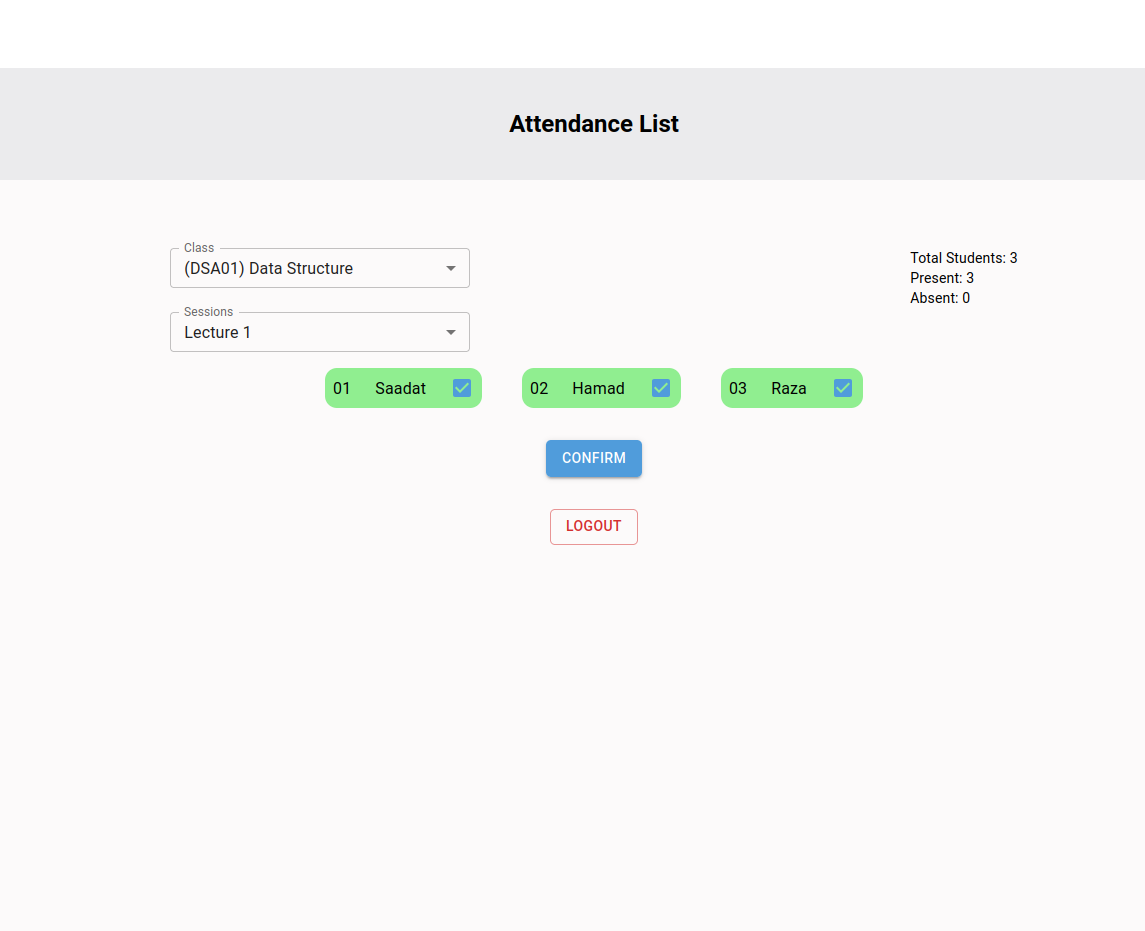 Attendance List
Class
(DSA01) Data Structure
Total Students: 3
Present: 3
Absent: 0
Sessions
Lecture 1
01 Saadat
02 Hamad
03 Raza
CONFIRM
LOGOUT